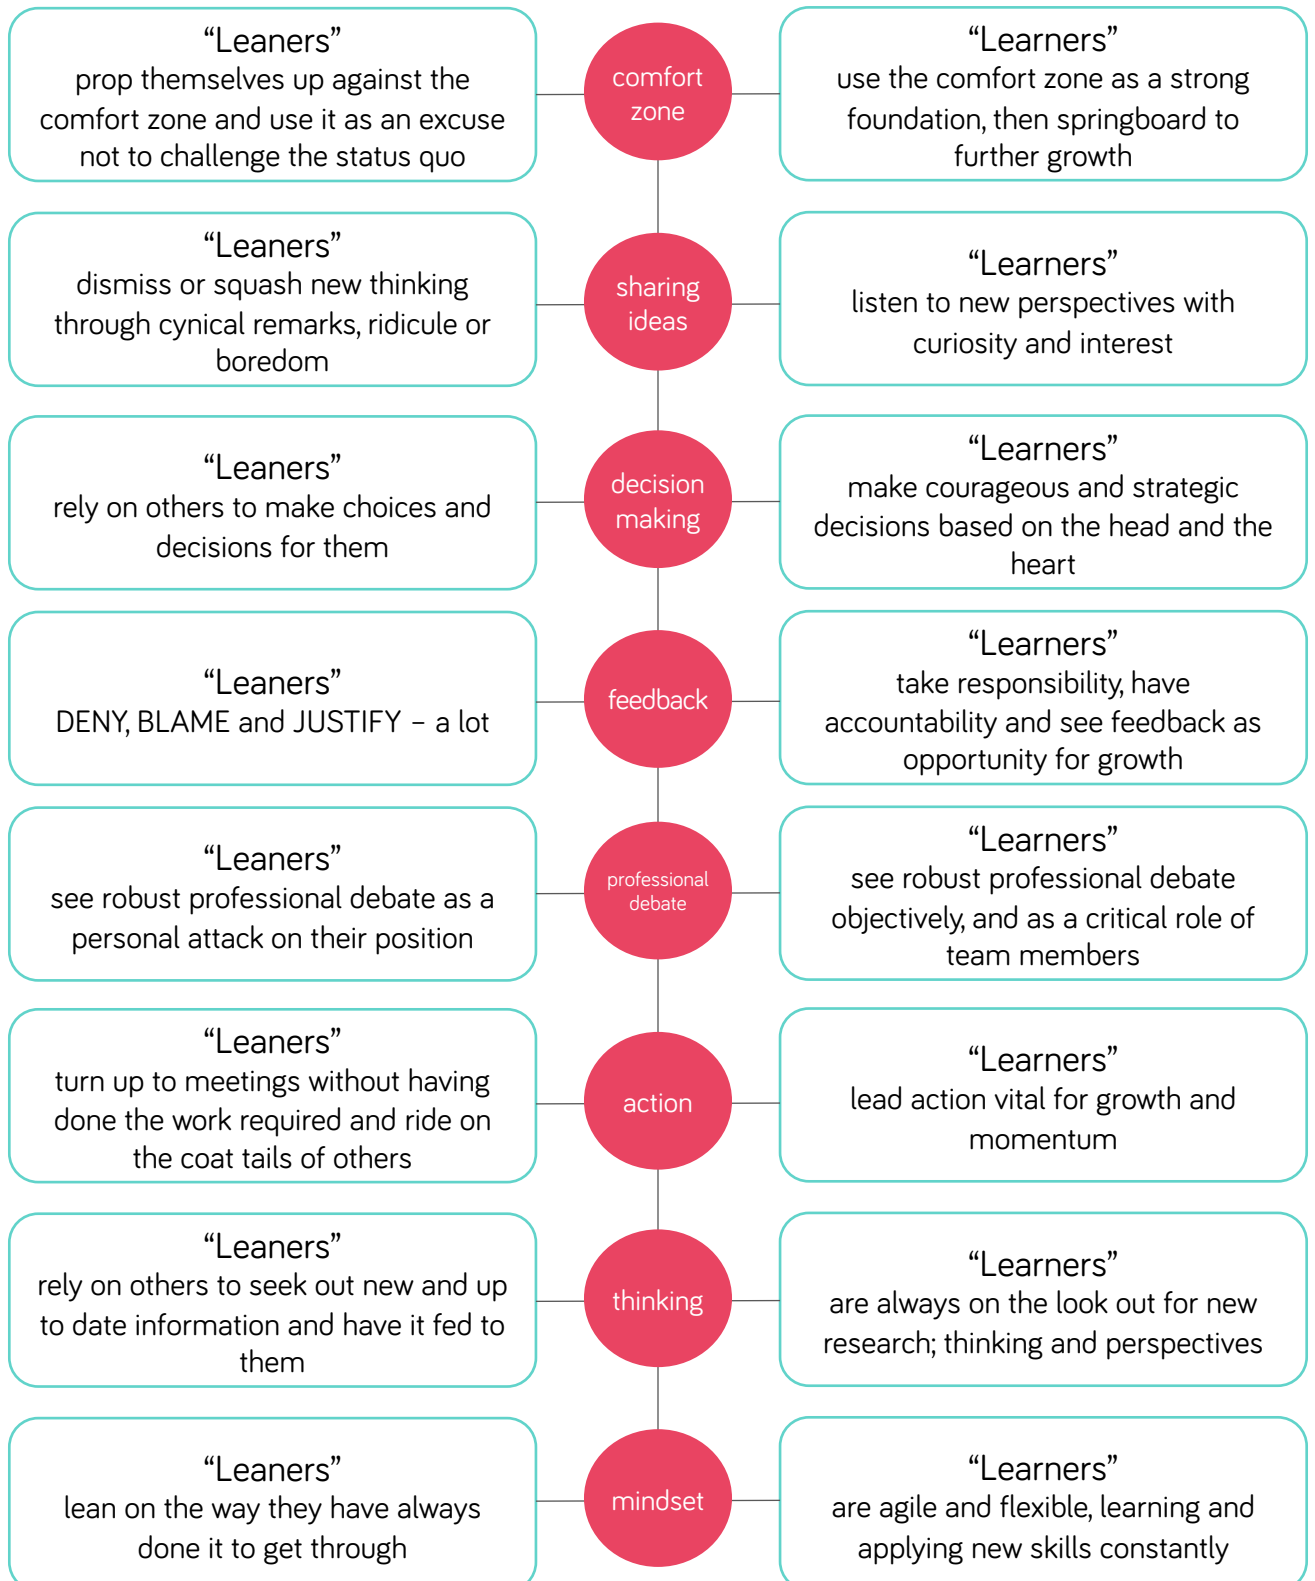 “Leaners”
prop themselves up against the
comfort zone and use it as an excuse
not to challenge the status quo
comfort
zone
“Learners”
use the comfort zone as a strong
foundation, then springboard to
further growth
“Leaners”
dismiss or squash new thinking
through cynical remarks, ridicule or
boredom
sharing
ideas
“Learners”
listen to new perspectives with
curiosity and interest
“Leaners”
rely on others to make choices and
decisions for them
decision
making
“Learners”
make courageous and strategic
decisions based on the head and the
heart
“Leaners”
DENY, BLAME and JUSTIFY – a lot
feedback
“Learners”
take responsibility, have
accountability and see feedback as
opportunity for growth
“Leaners”
see robust professional debate as a
personal attack on their position
professional
debate
“Learners”
see robust professional debate
objectively, and as a critical role of
team members
“Leaners”
turn up to meetings without having
done the work required and ride on
the coat tails of others
action
“Learners”
lead action vital for growth and
momentum
“Leaners”
rely on others to seek out new and up
to date information and have it fed to
them
thinking
“Learners”
are always on the look out for new
research; thinking and perspectives
“Leaners”
lean on the way they have always
done it to get through
mindset
“Learners”
are agile and flexible, learning and
applying new skills constantly